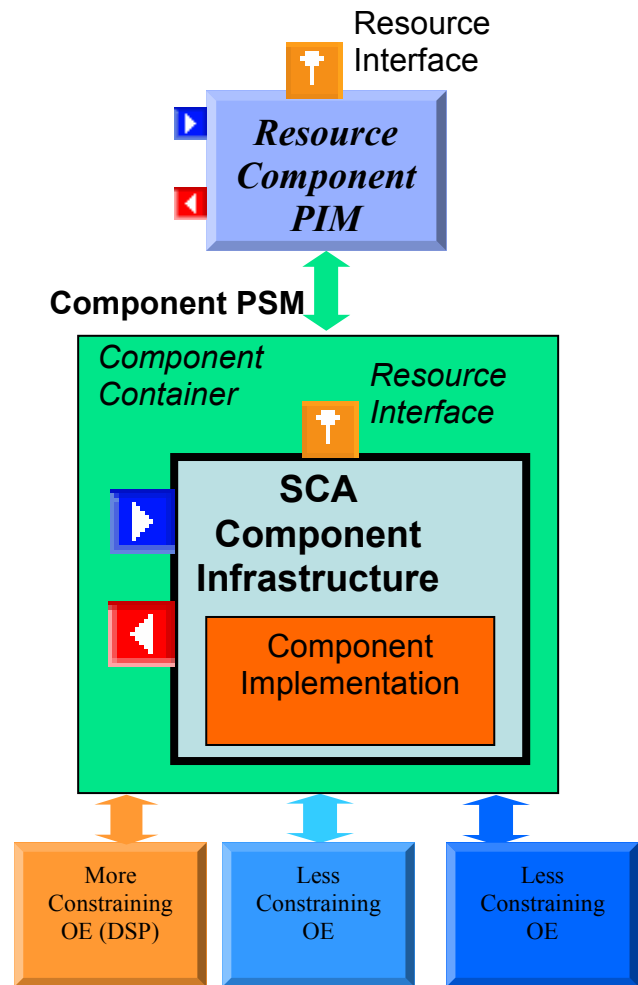 Resource
Interface
Resource
Component
PIM
Component PSM
Component
Container
Resource
Interface
SCA
Component
Infrastructure
Component
Implementation
More
Constraining
OE (DSP)
Less
Constraining
OE
Less
Constraining
OE